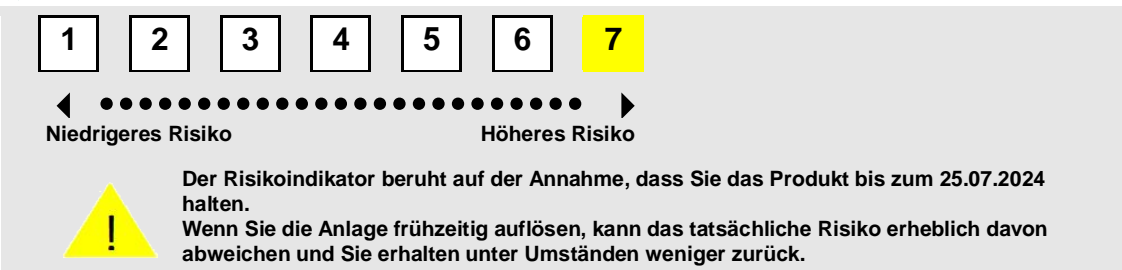 1 2 3 4 5 6 7
Niedrigeres Risiko Höheres Risiko
!
Der Risikoindikator beruht auf der Annahme, dass Sie das Produkt bis zum 25.07.2024
halten.
Wenn Sie die Anlage frühzeitig auflösen, kann das tatsächliche Risiko erheblich davon
abweichen und Sie erhalten unter Umständen weniger zurück.